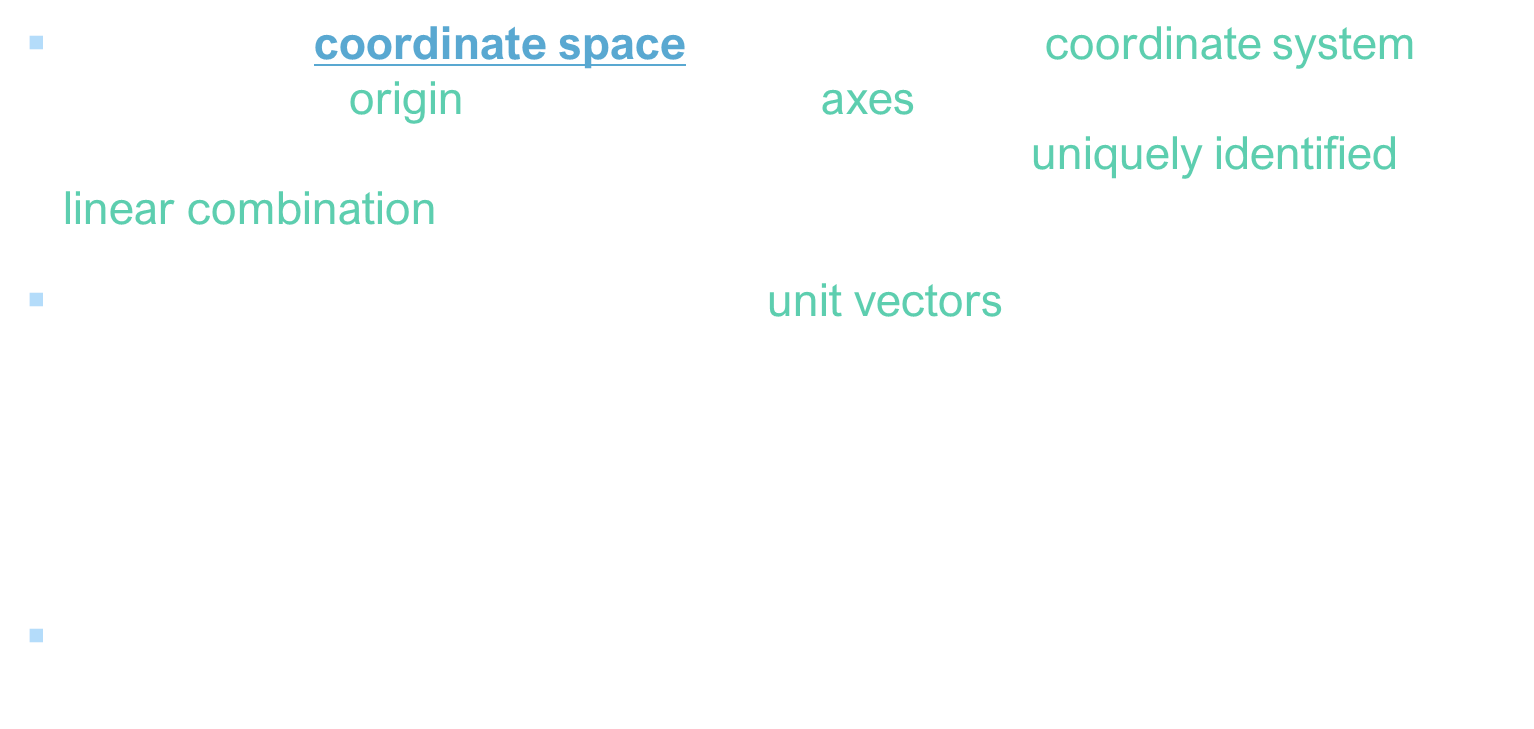 ▪ coordinate space coordinate system
origin axes
uniquely identified
linear combination
▪ unit vectors
▪